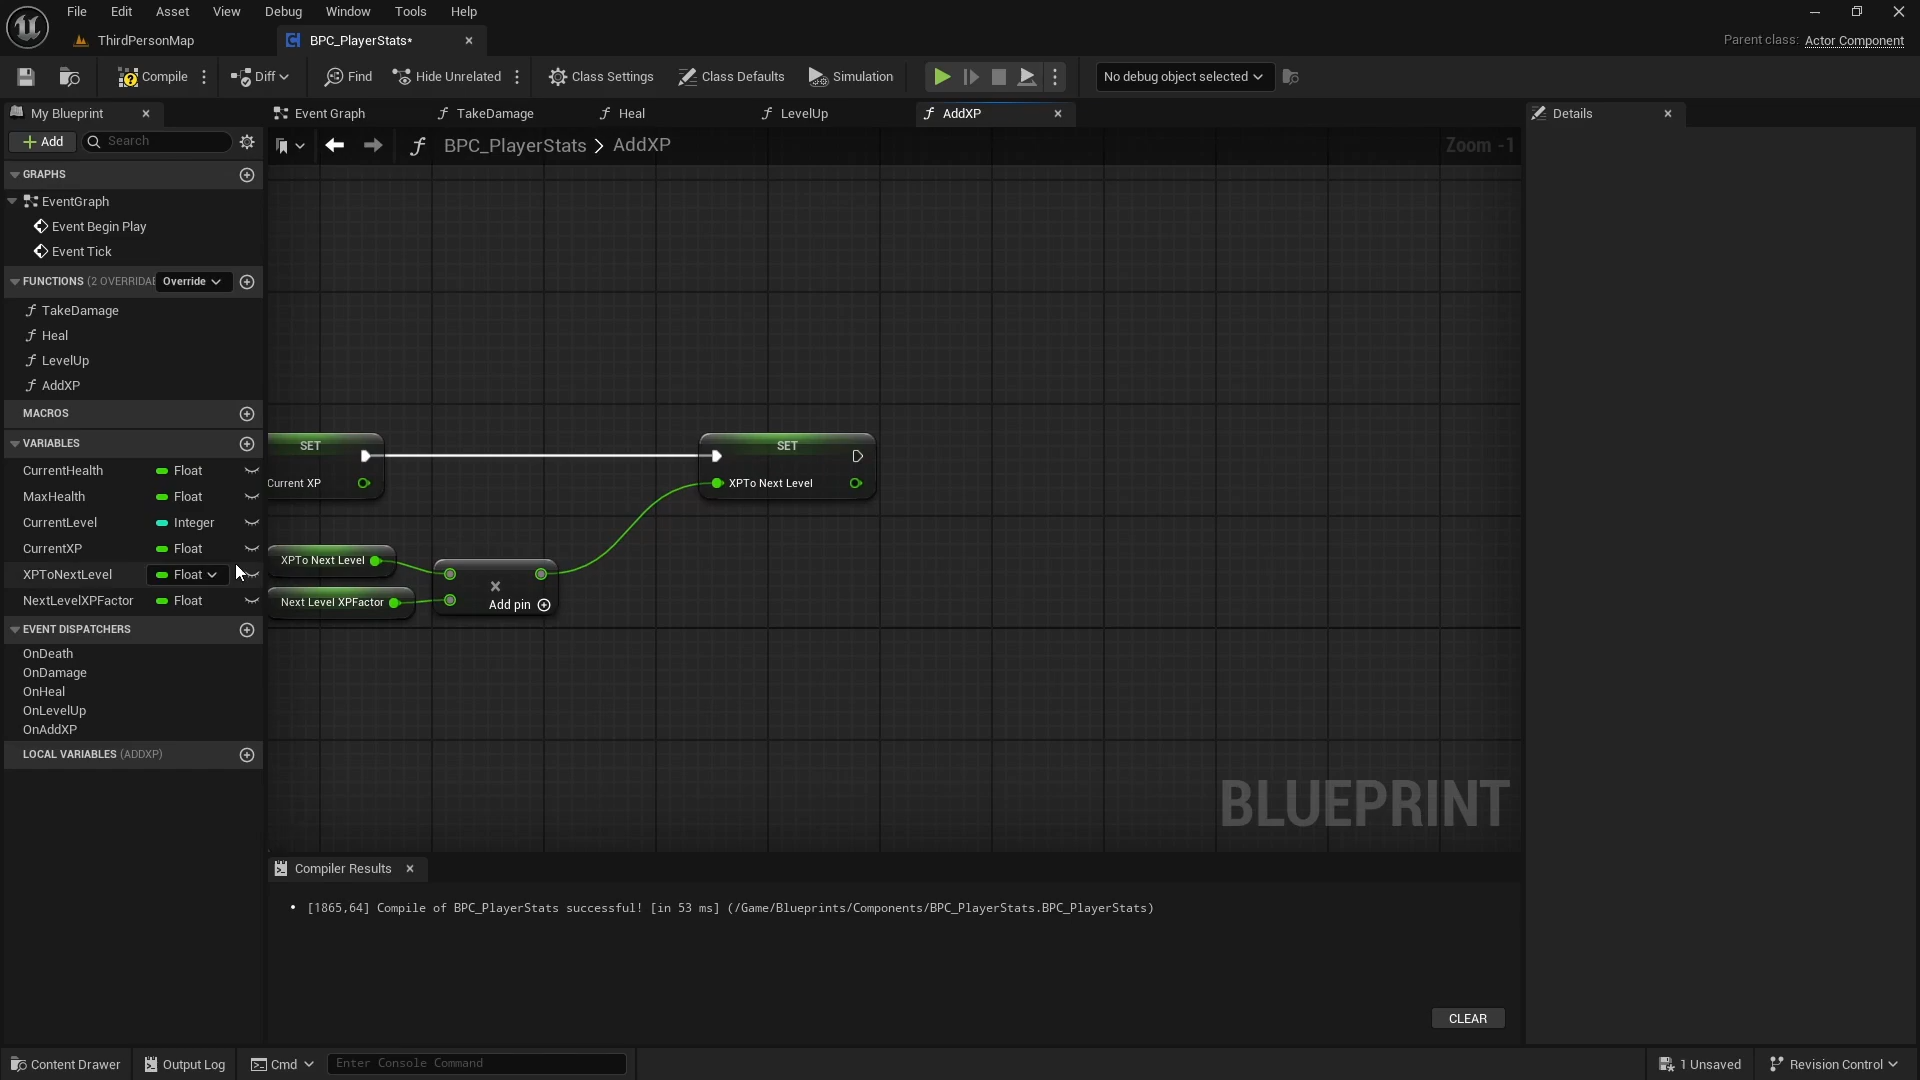 File Edit Asset View Debug Window Tools Help
ThirdPersonMap
BPC_PlayerStats*
Parent class: Actor Component
Compile
Diff
Find
Hide Unrelated
Class Settings
Class Defaults
Simulation
No debug object selected
My Blueprint
Event Graph
TakeDamage
Heal
LevelUp
AddXP
Details
Add
Search
BPC_PlayerStats > AddXP
Zoom -1
GRAPHS
EventGraph
Event Begin Play
Event Tick
FUNCTIONS (2 OVERRIDAB
Override
TakeDamage
Heal
LevelUp
AddXP
MACROS
VARIABLES
CurrentHealth Float
MaxHealth Float
CurrentLevel Integer
CurrentXP Float
XPToNextLevel Float
NextLevelXPFactor Float
EVENT DISPATCHERS
OnDeath
OnDamage
OnHeal
OnLevelUp
OnAddXP
LOCAL VARIABLES (ADDXP)
SET
Current XP
SET
XPTo Next Level
XPTo Next Level
Next Level XPFactor
Add pin
BLUEPRINT
Compiler Results
• [1865,64] Compile of BPC_PlayerStats successful! [in 53 ms] (/Game/Blueprints/Components/BPC_PlayerStats.BPC_PlayerStats)
CLEAR
Content Drawer
Output Log
Cmd
Enter Console Command
1 Unsaved
Revision Control